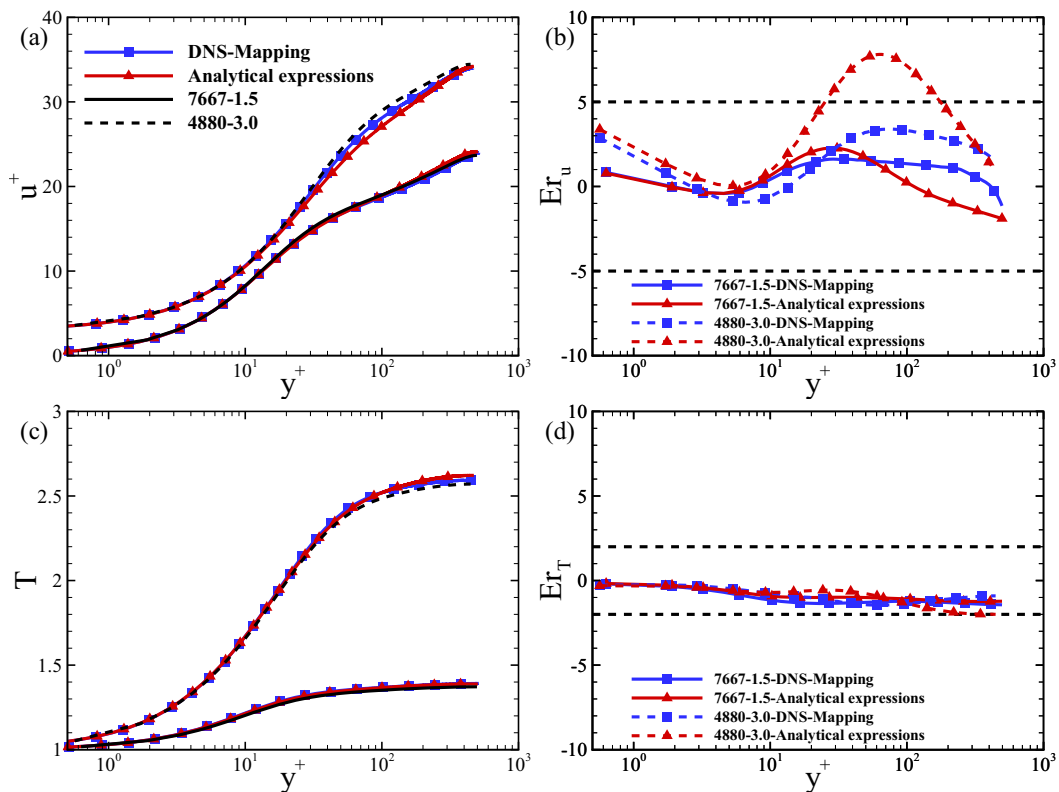 (a)
DNS-Mapping
Analytical expressions
7667-1.5
4880-3.0
u+
40
30
20
10
0
10^0
10^1
10^2
10^3
y+
(b)
Er_u
10
5
0
-5
-10
7667-1.5-DNS-Mapping
7667-1.5-Analytical expressions
4880-3.0-DNS-Mapping
4880-3.0-Analytical expressions
10^0
10^1
10^2
10^3
y+
(c)
T
3
2.5
2
1.5
1
10^0
10^1
10^2
10^3
y+
(d)
Er_T
10
5
0
-5
-10
7667-1.5-DNS-Mapping
7667-1.5-Analytical expressions
4880-3.0-DNS-Mapping
4880-3.0-Analytical expressions
10^0
10^1
10^2
10^3
y+